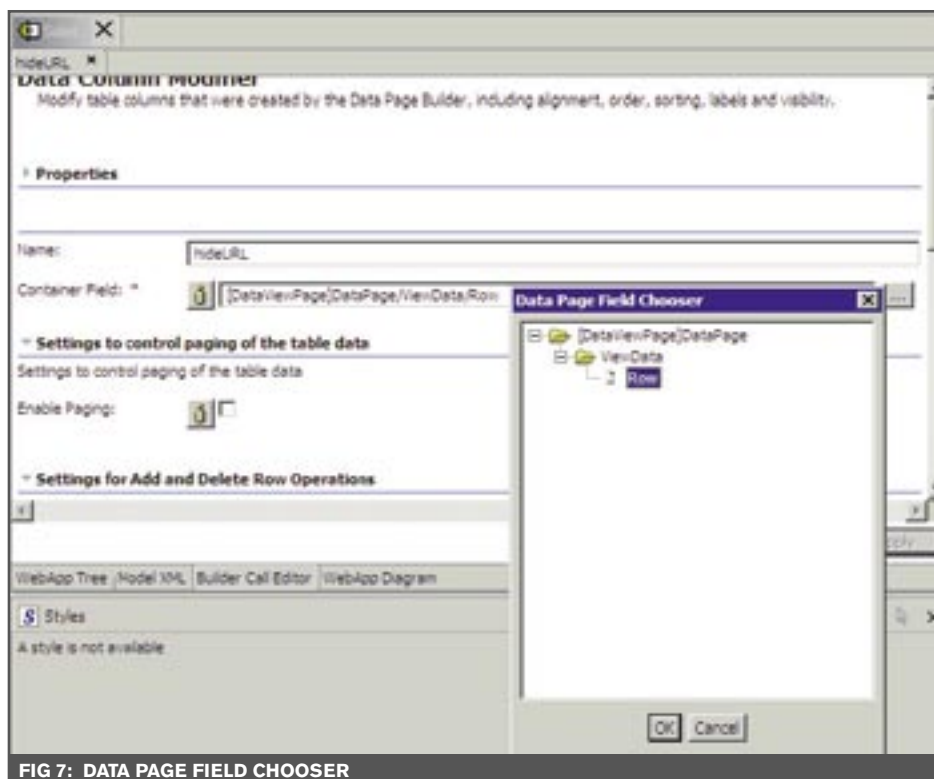 hideURL
Data Column Modifier
Modify table columns that were created by the Data Page Builder, including alignment, order, sorting, labels and visibility.
Properties
Name:
hideURL
Container Field: *
[DataViewPage]DataPage/ViewData/Row
...
Settings to control paging of the table data
Settings to control paging of the table data
Enable Paging:
Settings for Add and Delete Row Operations
Data Page Field Chooser
[DataViewPage]DataPage
ViewData
Row
OK
Cancel
WebApp Tree
Model XML
Builder Call Editor
WebApp Diagram
S
Styles
A style is not available
FIG 7: DATA PAGE FIELD CHOOSER